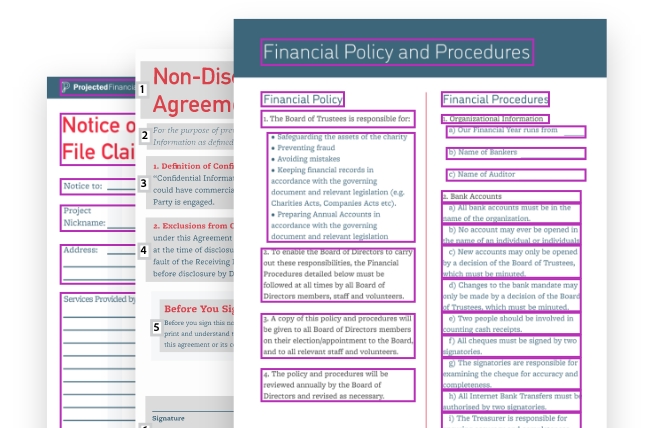 Projected Financia
Notice o
File Clai
Notice to:
Project
Nickname:
Address:
Services Provided by
1
Non-Disc
Agreeme
2
For the purpose of prev
Information as defined
3
1. Definition of Confi
"Confidential Informat
could have commercia
Party is engaged.
4
2. Exclusions from C
under this Agreement
at the time of disclosu
fault of the Receiving I
before disclosure by D
5
Before You Sig
Before you sign this no
print and understand t
this agreement or its c
Signature
Financial Policy and Procedures
Financial Policy
1. The Board of Trustees is responsible for:
• Safeguarding the assets of the charity
• Preventing fraud
• Avoiding mistakes
• Keeping financial records in
accordance with the governing
document and relevant legislation (e.g.
Charities Acts, Companies Acts etc).
• Preparing Annual Accounts in
accordance with the governing
document and relevant legislation
2. To enable the Board of Directors to carry
out these responsibilities, the Financial
Procedures detailed below must be
followed at all times by all Board of
Directors members, staff and volunteers.
3. A copy of this policy and procedures will
be given to all Board of Directors members
on their election/appointment to the Board,
and to all relevant staff and volunteers.
4. The policy and procedures will be
reviewed annually by the Board of
Directors and revised as necessary.
Financial Procedures
1. Organizational Information
a) Our Financial Year runs from
b) Name of Bankers
c) Name of Auditor
2. Bank Accounts
a) All bank accounts must be in the
name of the organization.
b) No account may ever be opened in
the name of an individual or individuals
c) New accounts may only be opened
by a decision of the Board of Trustees,
which must be minuted.
d) Changes to the bank mandate may
only be made by a decision of the Board
of Trustees, which must be minuted.
e) Two people should be involved in
counting cash receipts.
f) All cheques must be signed by two
signatories.
g) The signatories are responsible for
examining the cheque for accuracy and
completeness.
h) All Internet Bank Transfers must be
authorised by two signatories.
i) The Treasurer is responsible for